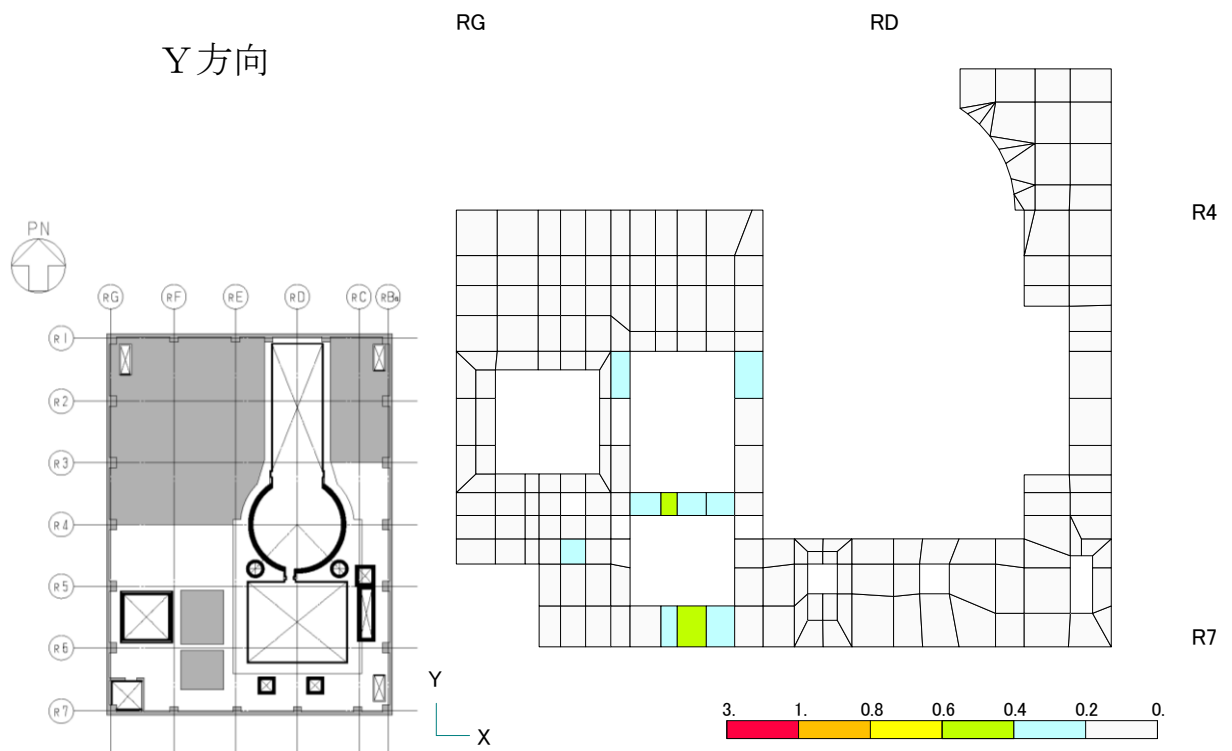 Y方向
RG RD
R4
R7
PN
RG RF RE RD RC RBa
R1
R2
R3
R4
R5
R6
R7
Y
X
3. 1. 0.8 0.6 0.4 0.2 0.